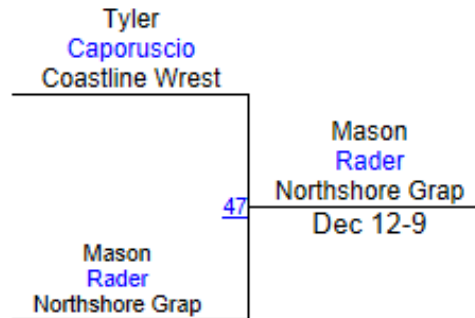 Tyler
Caporuscio
Coastline Wrest
Mason
Rader
Northshore Grap
47
Dec 12-9
Mason
Rader
Northshore Grap